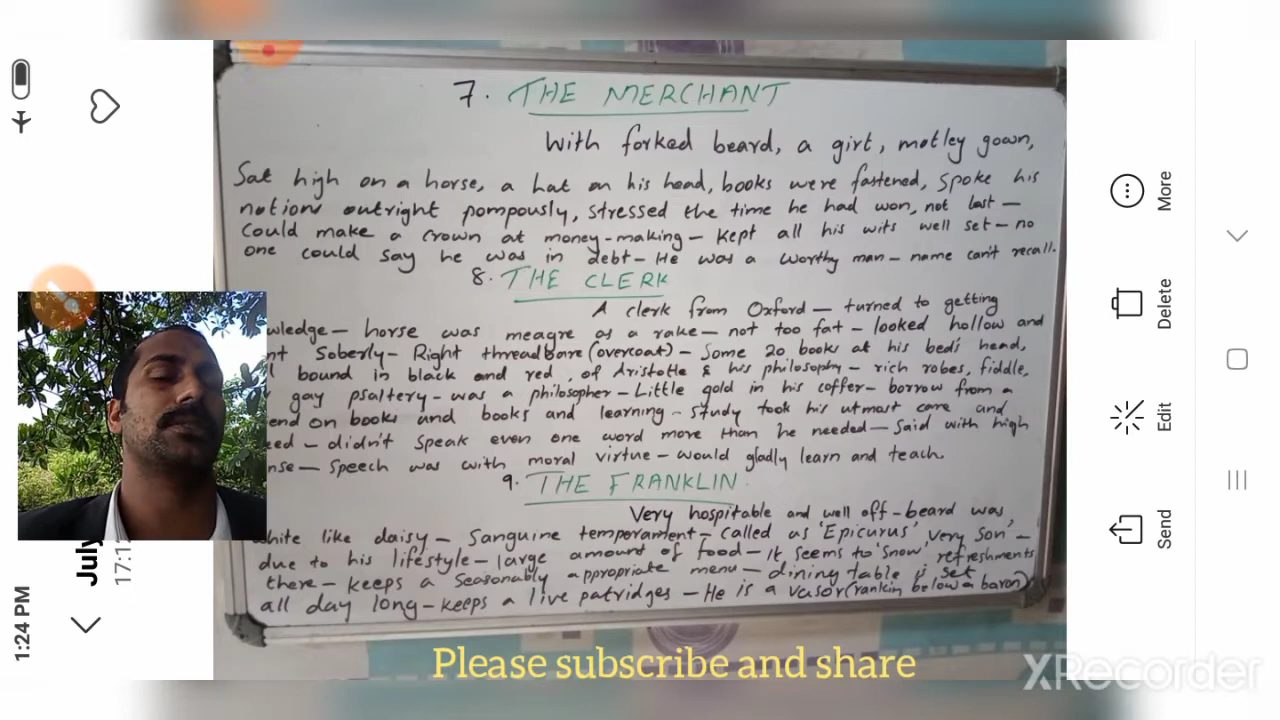 7. THE MERCHANT
With forked beard, a girt, motley gown,
Sat high on a horse, a hat on his head, books were fastened, spoke his
notions outright pompously, stressed the time he had won, not lost —
could make a crown at money-making — kept all his wits well set — no
one could say he was in debt — He was a worthy man — name can't recall.
8. THE CLERK
A clerk from Oxford — turned to getting
wledge — horse was meagre as a rake — not too fat — looked hollow and
nt soberly — Right threadbare (overcoat) — Some 20 books at his bed's head,
bound in black and red, of Aristotle & his philosophy — rich robes, fiddle,
gay psaltery — was a philosopher — Little gold in his coffer — borrow from a
end on books and books and learning — study took his utmost care and
eed — didn't speak even one word more than he needed — said with high
nse — Speech was with moral virtue — would gladly learn and teach.
9. THE FRANKLIN
Very hospitable and well off — beard was
white like daisy — Sanguine temperament — called as 'Epicurus' very son' —
due to his lifestyle — large amount of food — it seems to 'snow' refreshments
there — keeps a seasonably appropriate menu — dining table is set
all day long — keeps a live patridges — He is a vasor (rankin below a baron)
More
Delete
Edit
Send
July
17:1
1:24 PM
Please subscribe and share
XRecorder